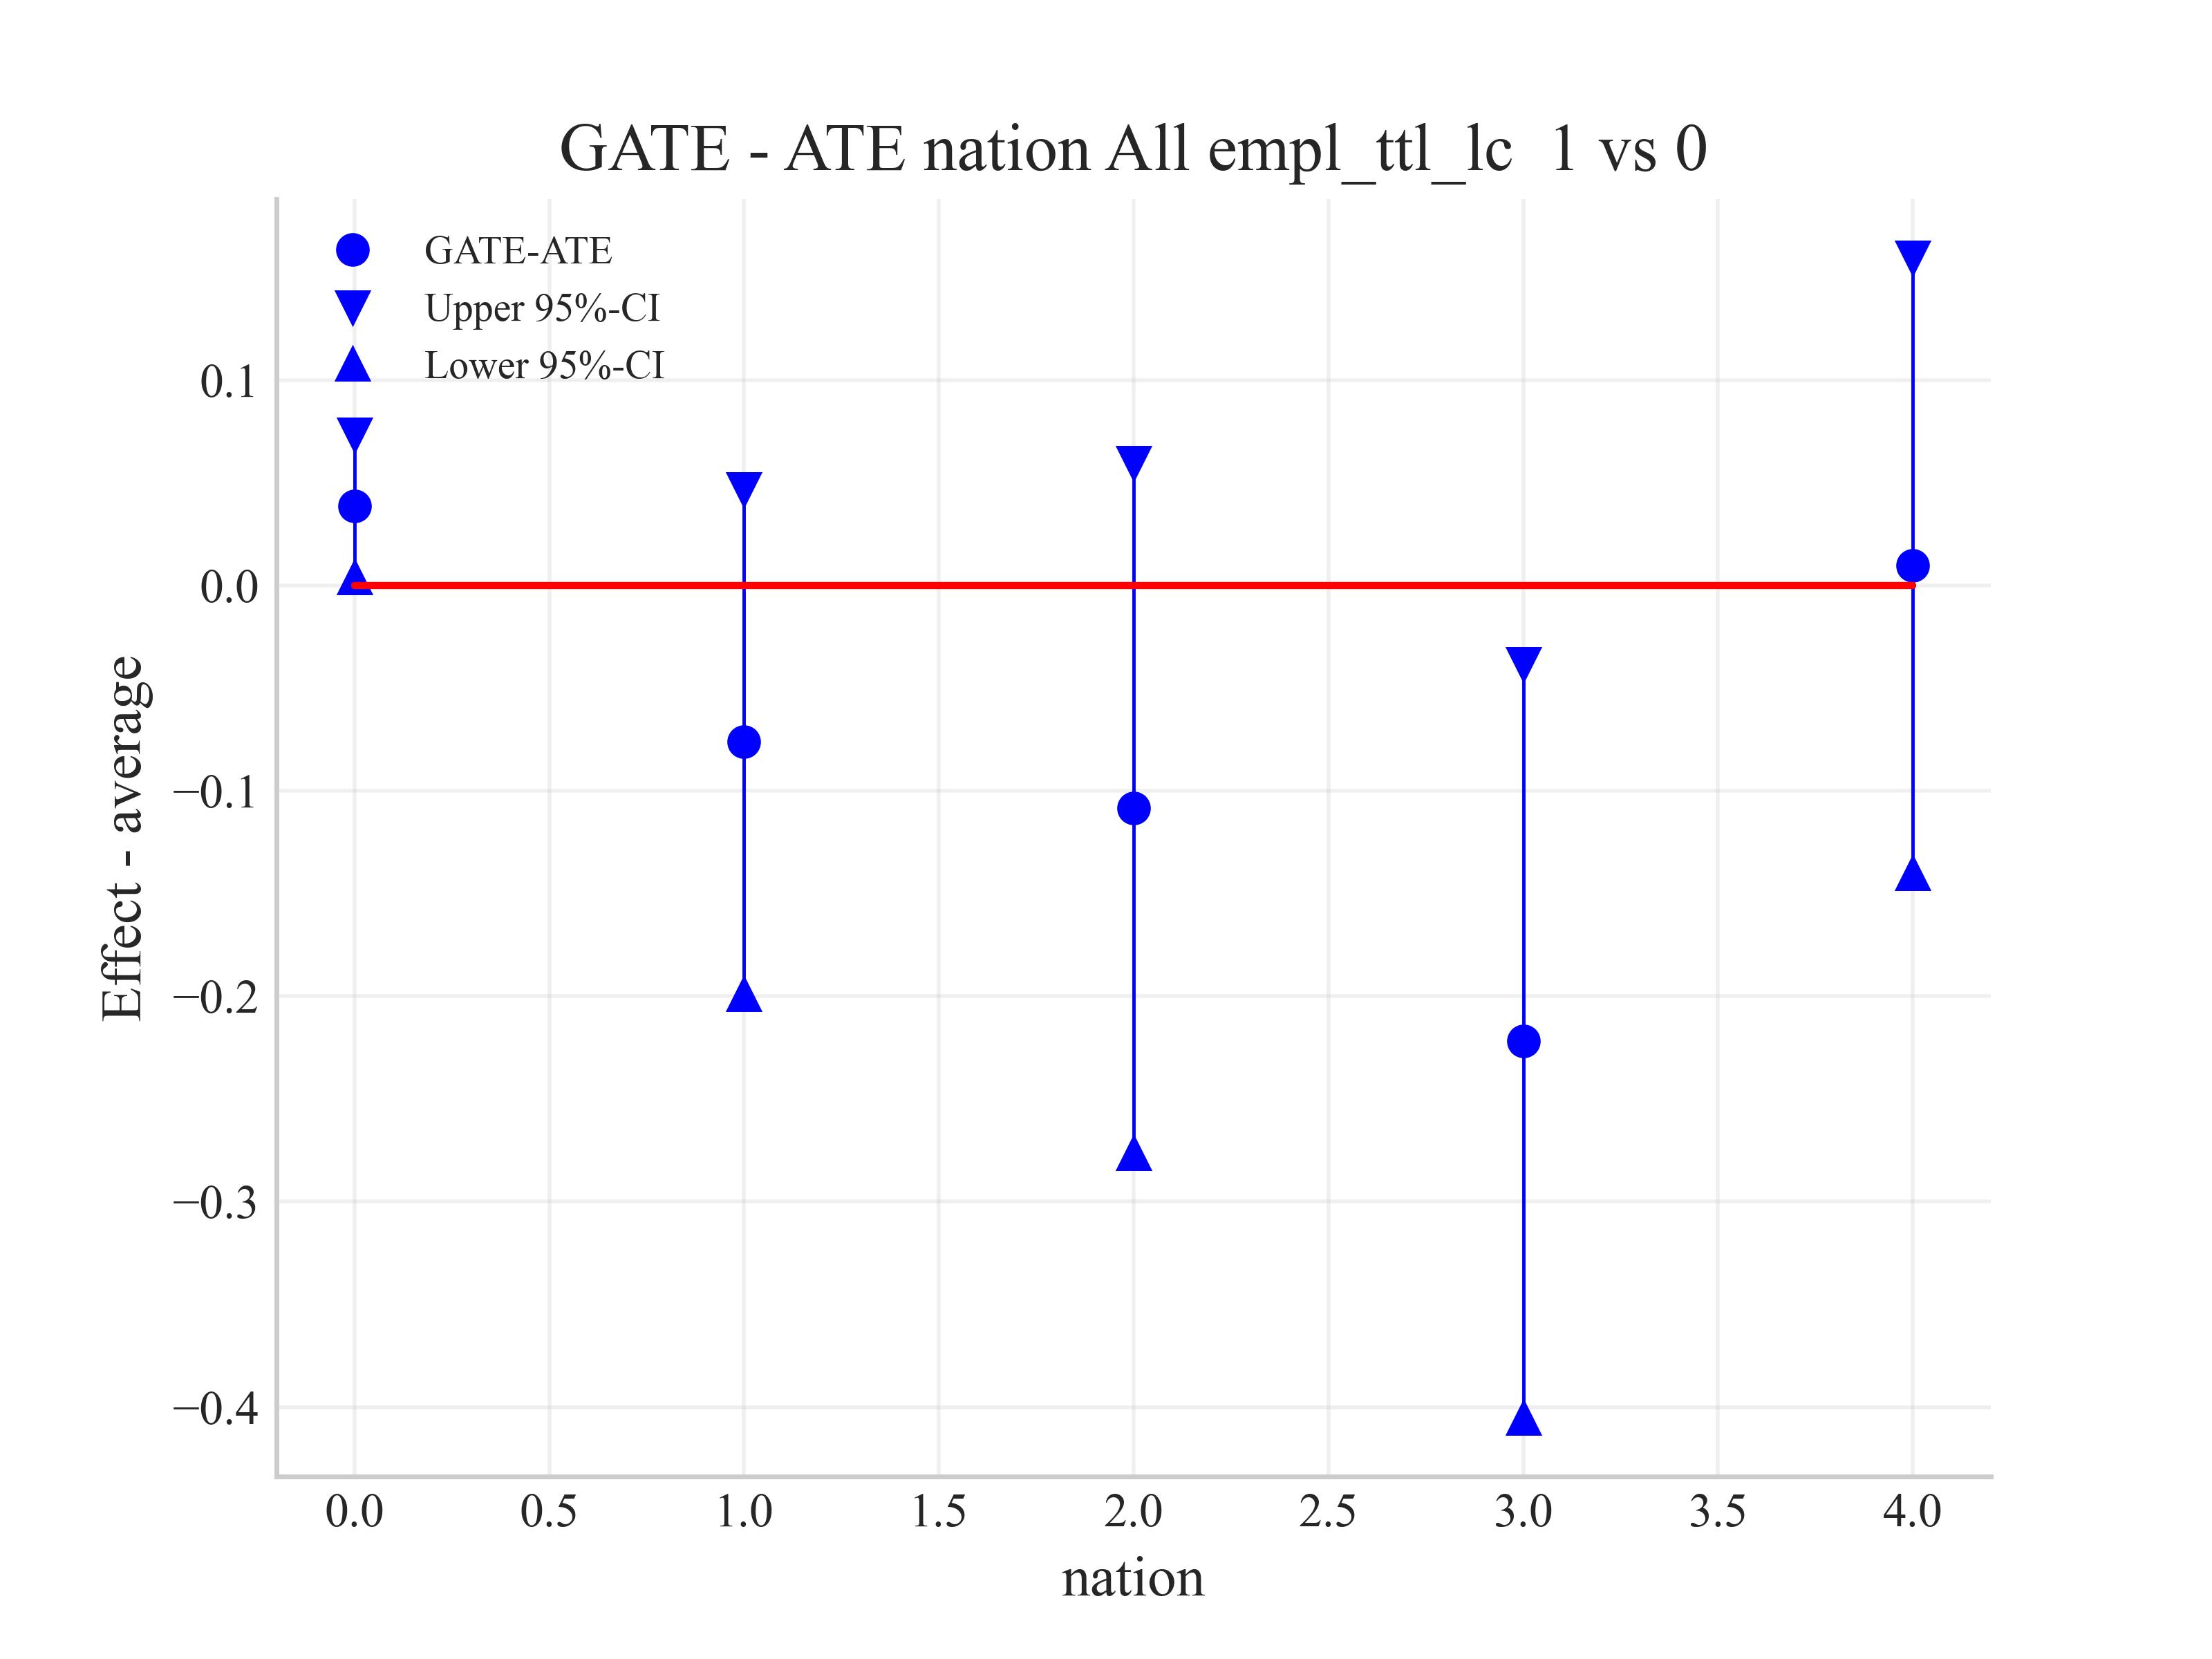 GATE - ATE nation All empl_ttl_lc  1 vs 0
GATE-ATE
Upper 95%-CI
Lower 95%-CI
0.1
0.0
−0.1
−0.2
−0.3
−0.4
Effect - average
0.0 0.5 1.0 1.5 2.0 2.5 3.0 3.5 4.0
nation